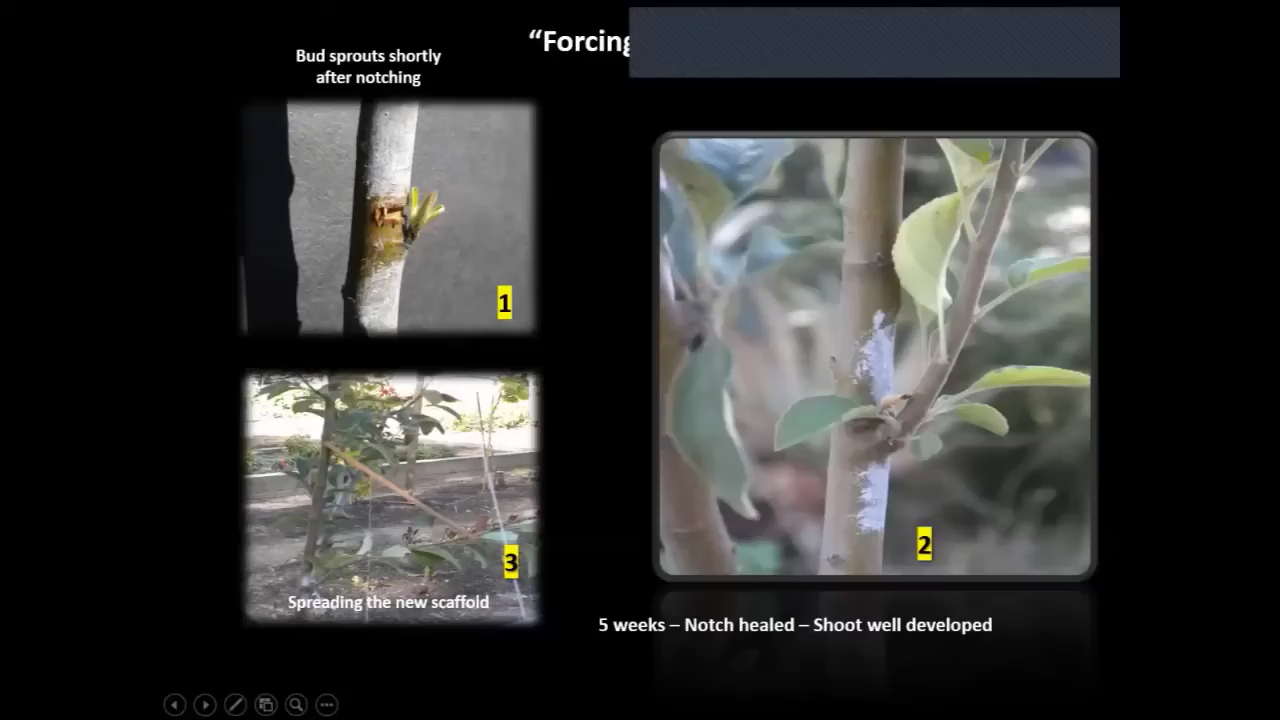 “Forcing
Bud sprouts shortly
after notching
1
2
3
Spreading the new scaffold
5 weeks – Notch healed – Shoot well developed